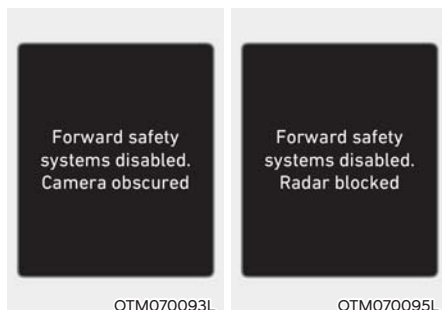 Forward safety
systems disabled.
Camera obscured
OTM070093L
Forward safety
systems disabled.
Radar blocked
OTM070095L